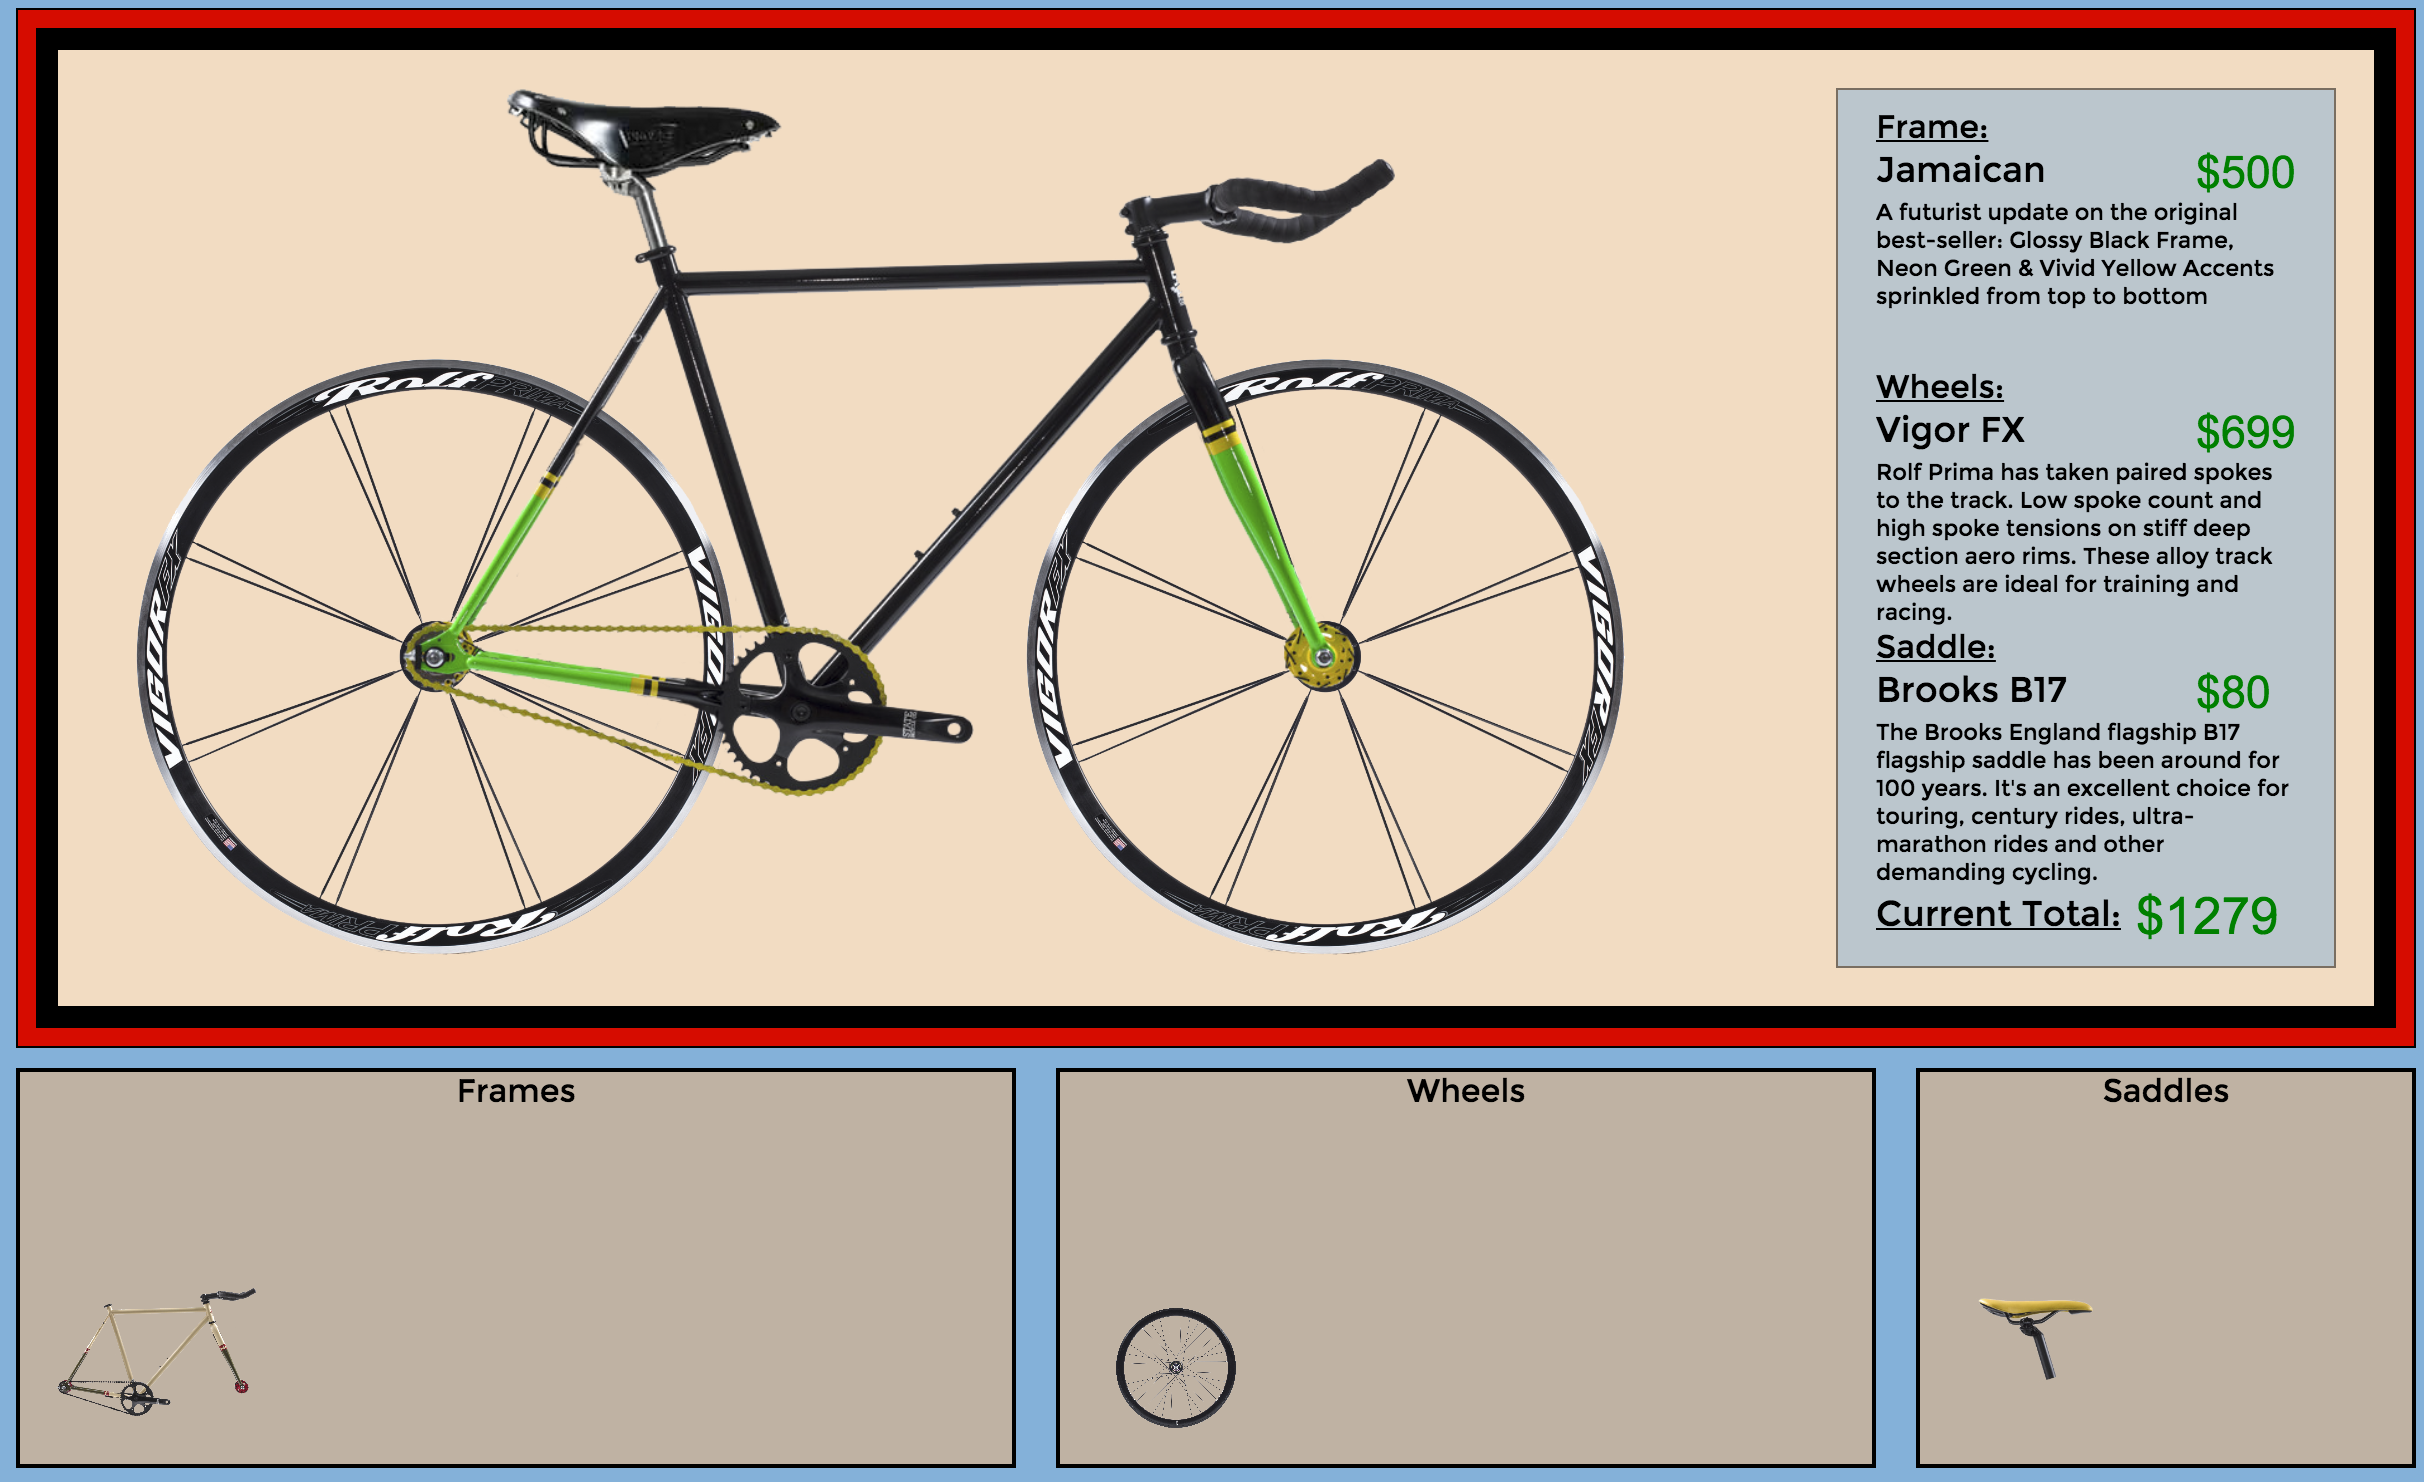 Frame:
Jamaican $500
A futurist update on the original
best-seller: Glossy Black Frame,
Neon Green & Vivid Yellow Accents
sprinkled from top to bottom
Wheels:
Vigor FX $699
Rolf Prima has taken paired spokes
to the track. Low spoke count and
high spoke tensions on stiff deep
section aero rims. These alloy track
wheels are ideal for training and
racing.
Saddle:
Brooks B17 $80
The Brooks England flagship B17
flagship saddle has been around for
100 years. It's an excellent choice for
touring, century rides, ultra-
marathon rides and other
demanding cycling.
Current Total: $1279
Rolf PRIMA
VIGOR FX
VIGOR FX
Rolf PRIMA
Rolf PRIMA
VIGOR FX
VIGOR FX
Rolf PRIMA
STATE
Frames
Wheels
Saddles